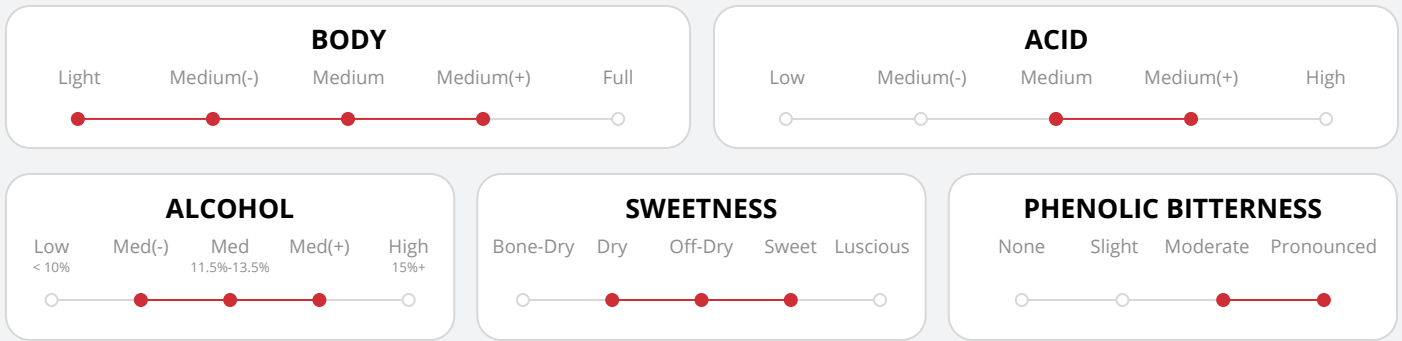 BODY
Light Medium(-) Medium Medium(+) Full
ACID
Low Medium(-) Medium Medium(+) High
ALCOHOL
Low Med(-) Med Med(+) High
< 10% 11.5%-13.5% 15%+
SWEETNESS
Bone-Dry Dry Off-Dry Sweet Luscious
PHENOLIC BITTERNESS
None Slight Moderate Pronounced